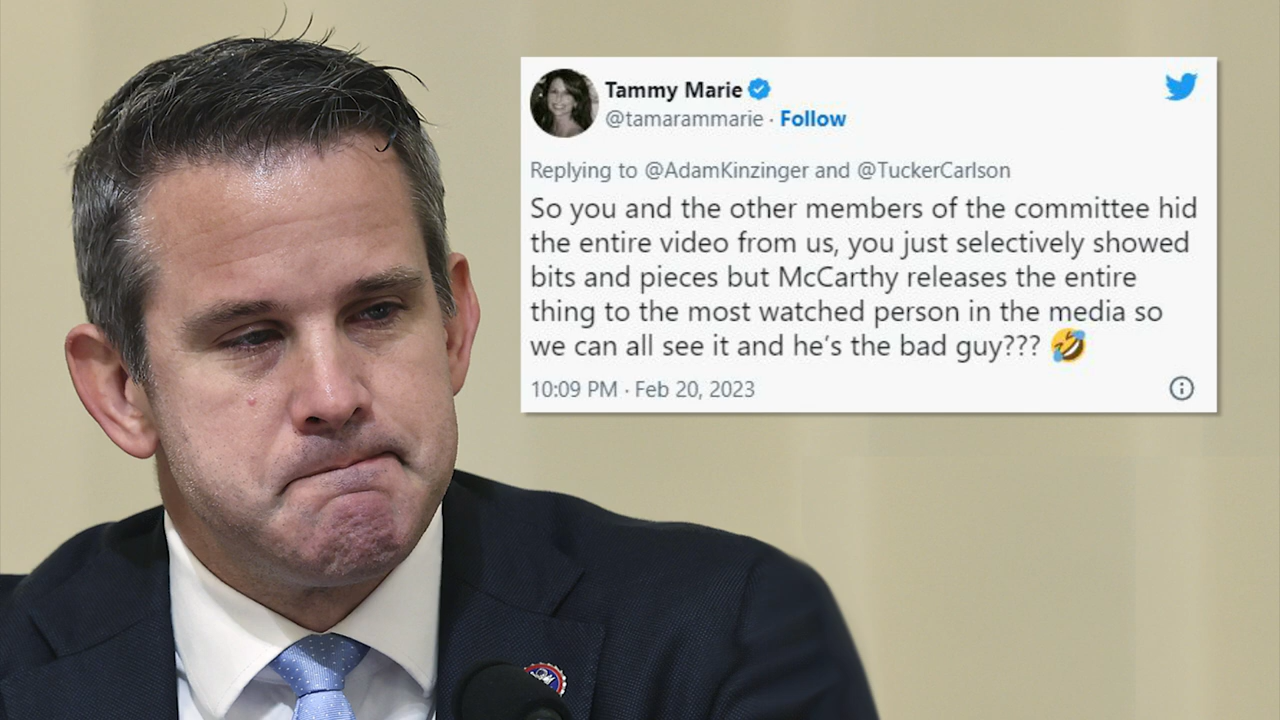 Tammy Marie
@tamarammarie · Follow
Replying to @AdamKinzinger and @TuckerCarlson
So you and the other members of the committee hid
the entire video from us, you just selectively showed
bits and pieces but McCarthy releases the entire
thing to the most watched person in the media so
we can all see it and he's the bad guy??? 🤣
10:09 PM · Feb 20, 2023